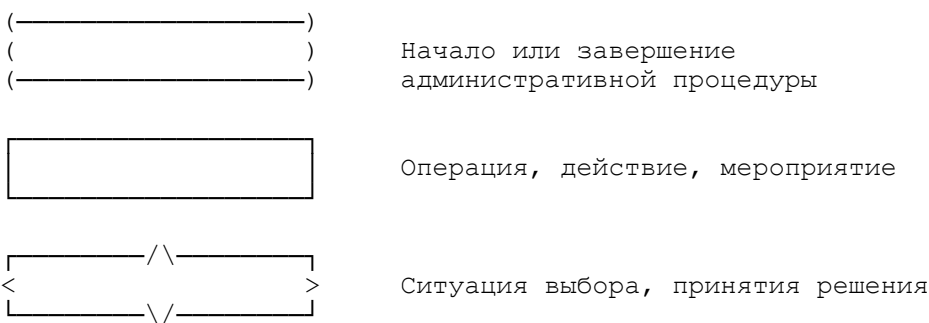 Начало или завершение
административной процедуры
Операция, действие, мероприятие
Ситуация выбора, принятия решения